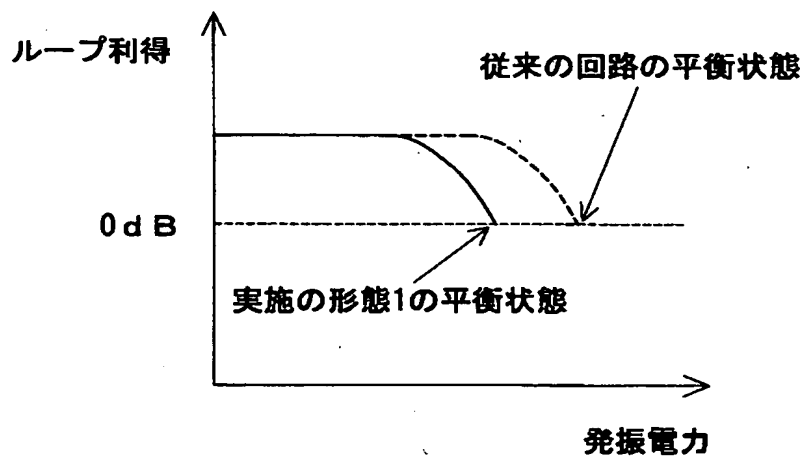 ループ利得
従来の回路の平衡状態
0dB
実施の形態1の平衡状態
発振電力